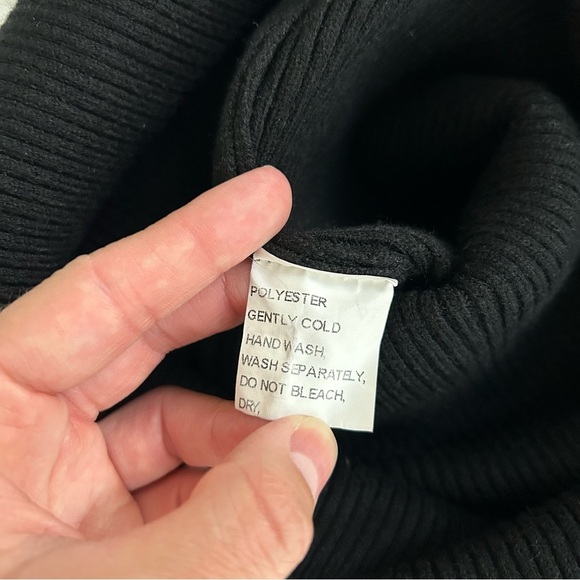 POLYESTER
GENTLY COLD
HAND WASH,
WASH SEPARATELY,
DO NOT BLEACH,
DRY,